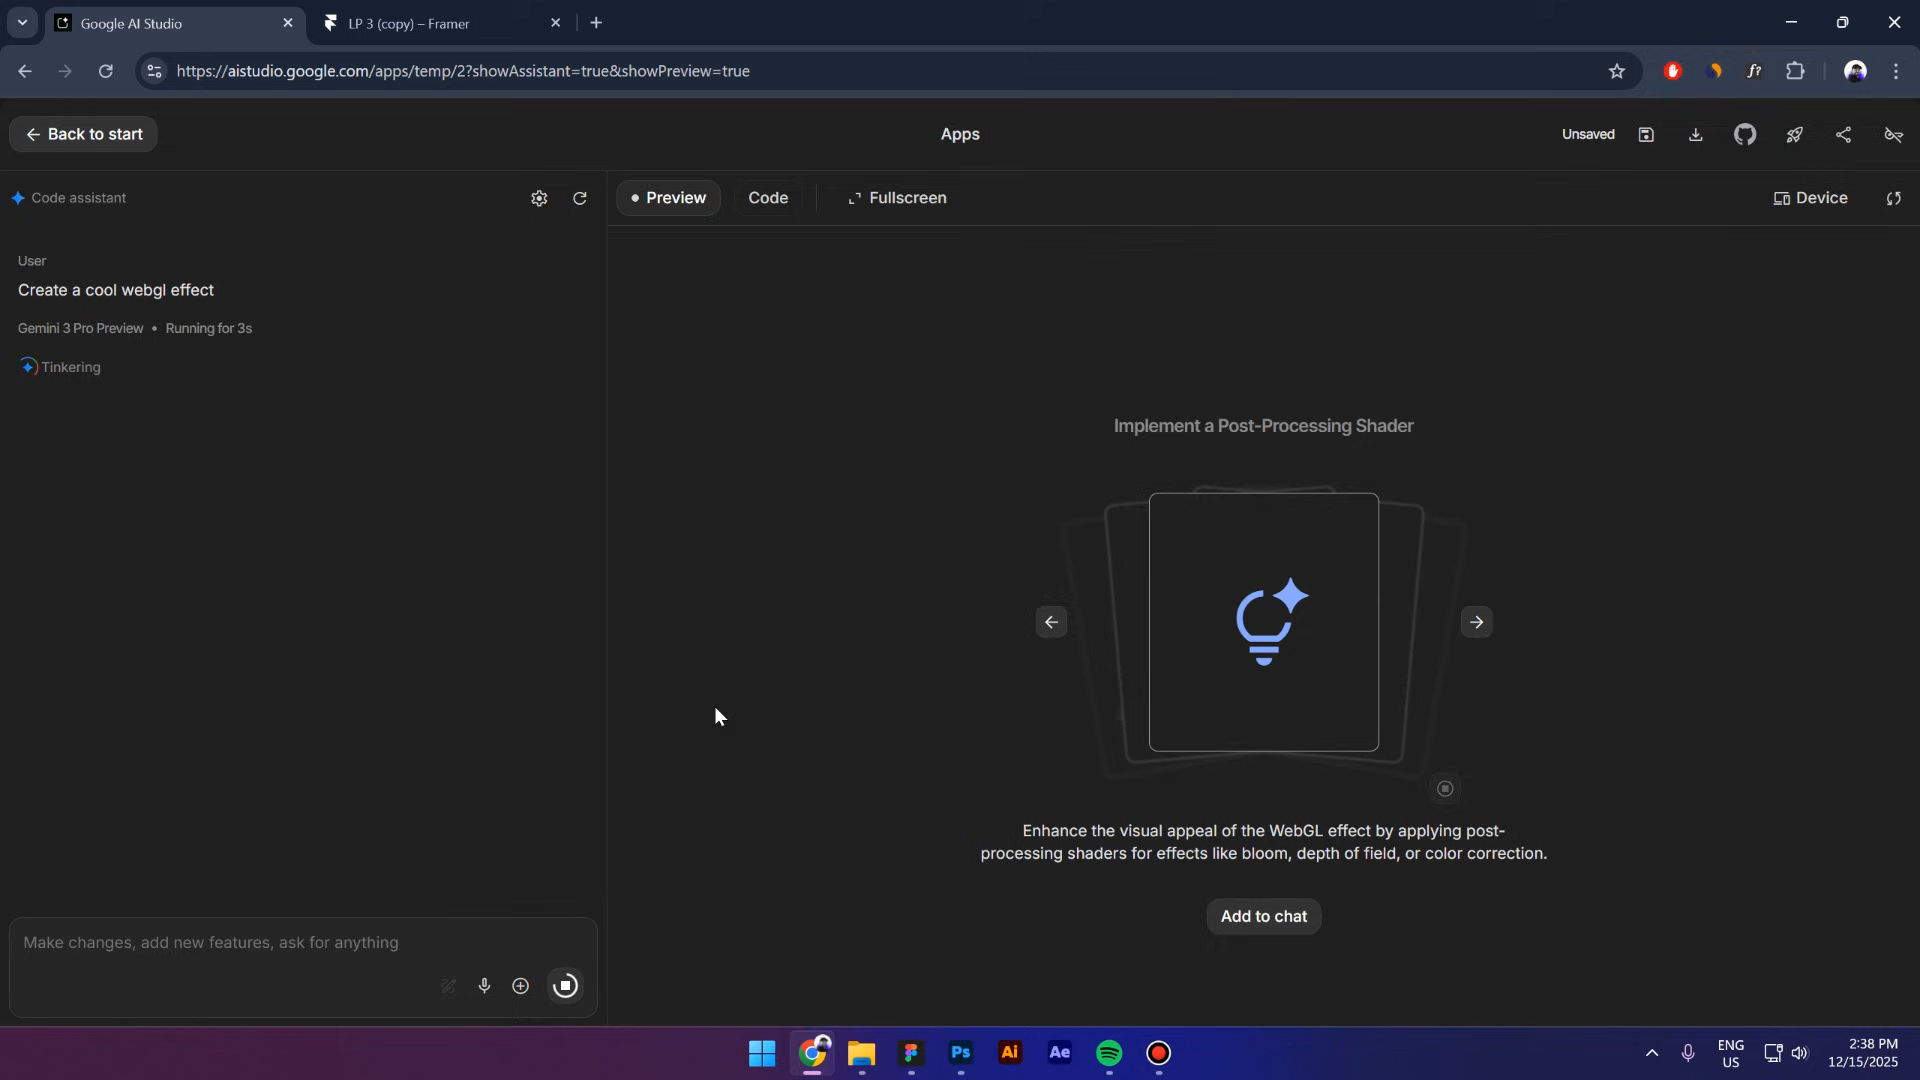 Google AI Studio
LP 3 (copy) – Framer
https://aistudio.google.com/apps/temp/2?showAssistant=true&showPreview=true
f?
Back to start
Apps
Unsaved
Code assistant
Preview
Code
Fullscreen
Device
User
Create a cool webgl effect
Gemini 3 Pro Preview • Running for 3s
Tinkering
Implement a Post-Processing Shader
Enhance the visual appeal of the WebGL effect by applying post-
processing shaders for effects like bloom, depth of field, or color correction.
Add to chat
Make changes, add new features, ask for anything
Ps
Ai
Ae
ENG
US
2:38 PM
12/15/2025